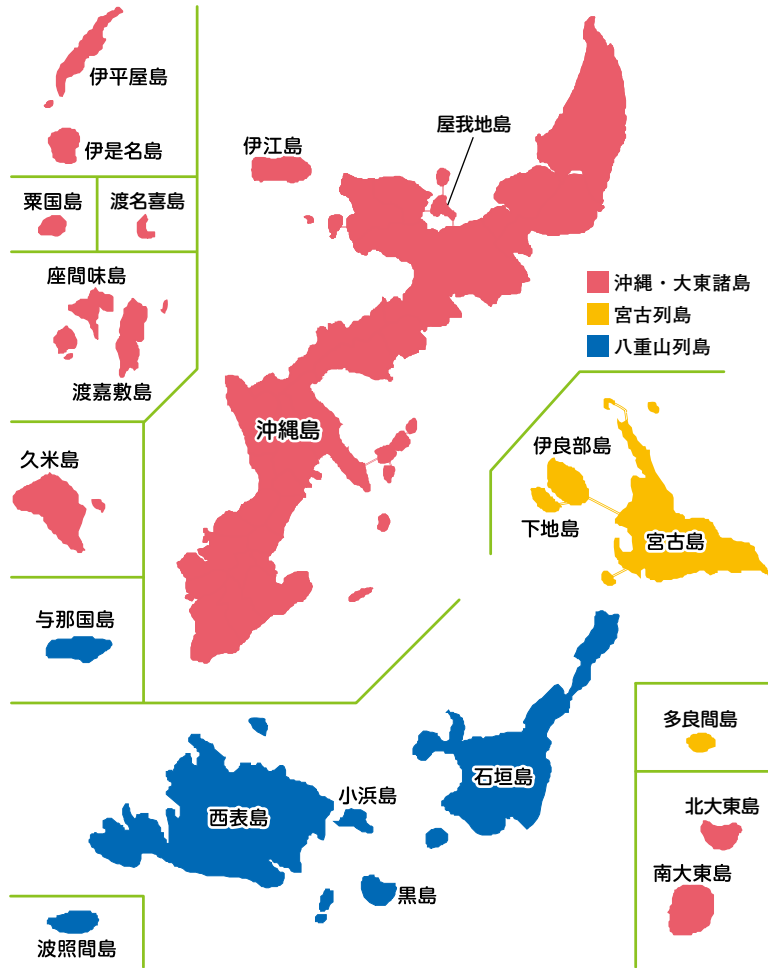 伊平屋島
伊是名島
粟国島
渡名喜島
座間味島
渡嘉敷島
久米島
与那国島
伊江島
屋我地島
沖縄島
沖縄・大東諸島
宮古列島
八重山列島
伊良部島
下地島
宮古島
多良間島
北大東島
南大東島
石垣島
西表島
小浜島
黒島
波照間島